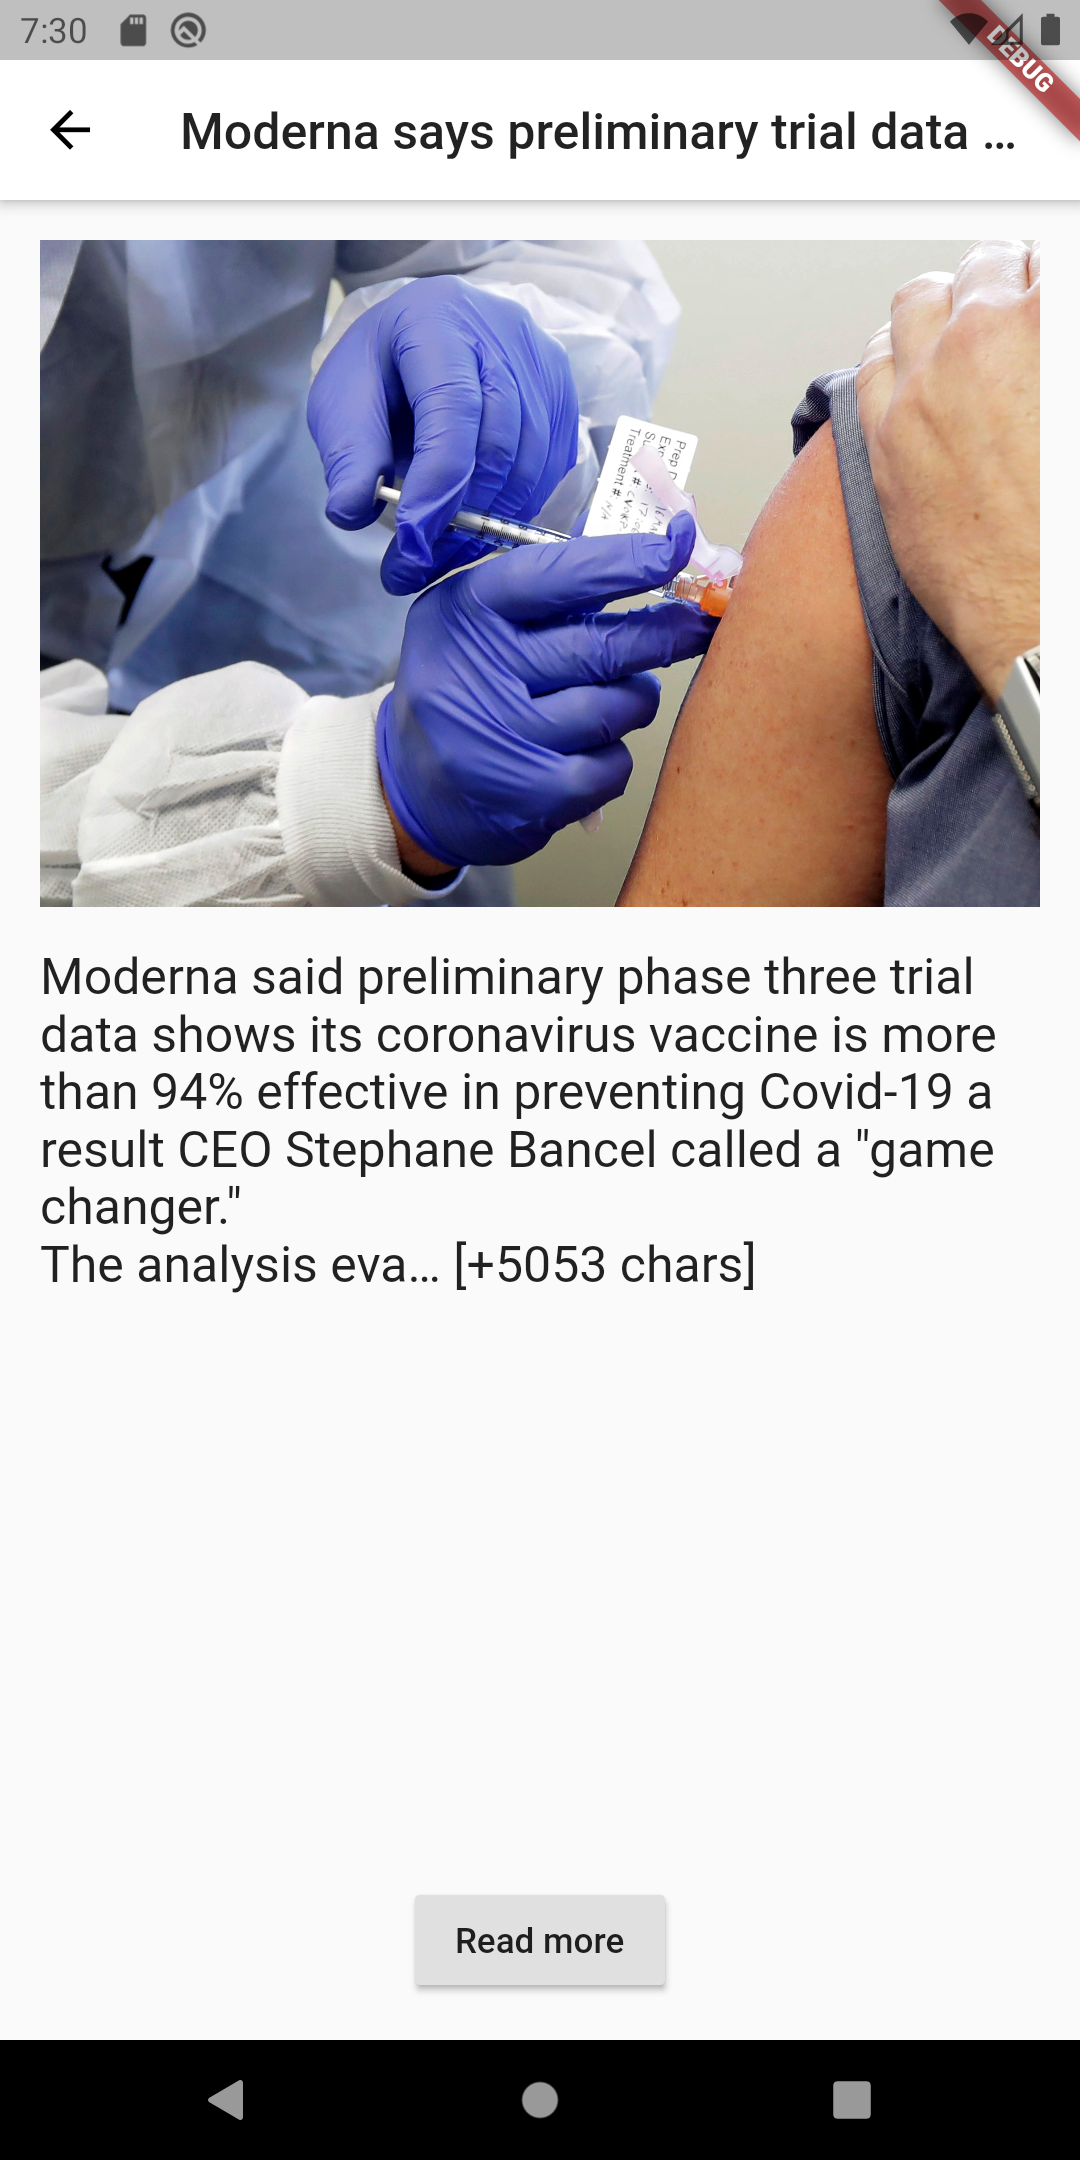 7:30
DEBUG
Moderna says preliminary trial data ...
Prep
Treatment # CVOR
N/A
Moderna said preliminary phase three trial
data shows its coronavirus vaccine is more
than 94% effective in preventing Covid-19 a
result CEO Stephane Bancel called a "game
changer."
The analysis eva… [+5053 chars]
Read more